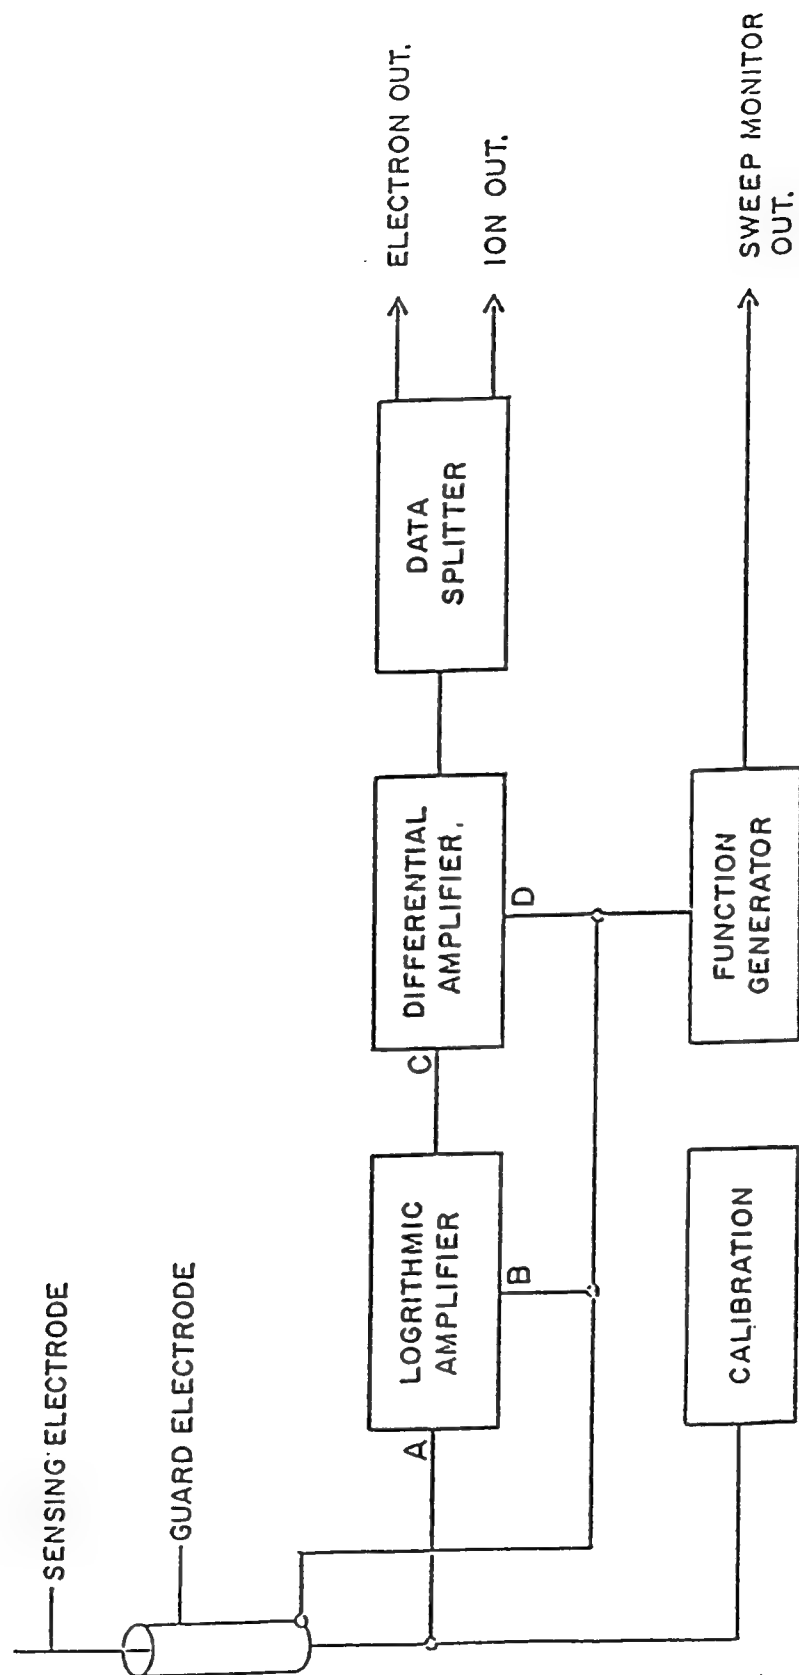 SENSING ELECTRODE
GUARD ELECTRODE
A
LOGRITHMIC
AMPLIFIER
B
C
DIFFERENTIAL
AMPLIFIER.
D
DATA
SPLITTER
ELECTRON OUT.
ION OUT.
CALIBRATION
FUNCTION
GENERATOR
SWEEP MONITOR
OUT.